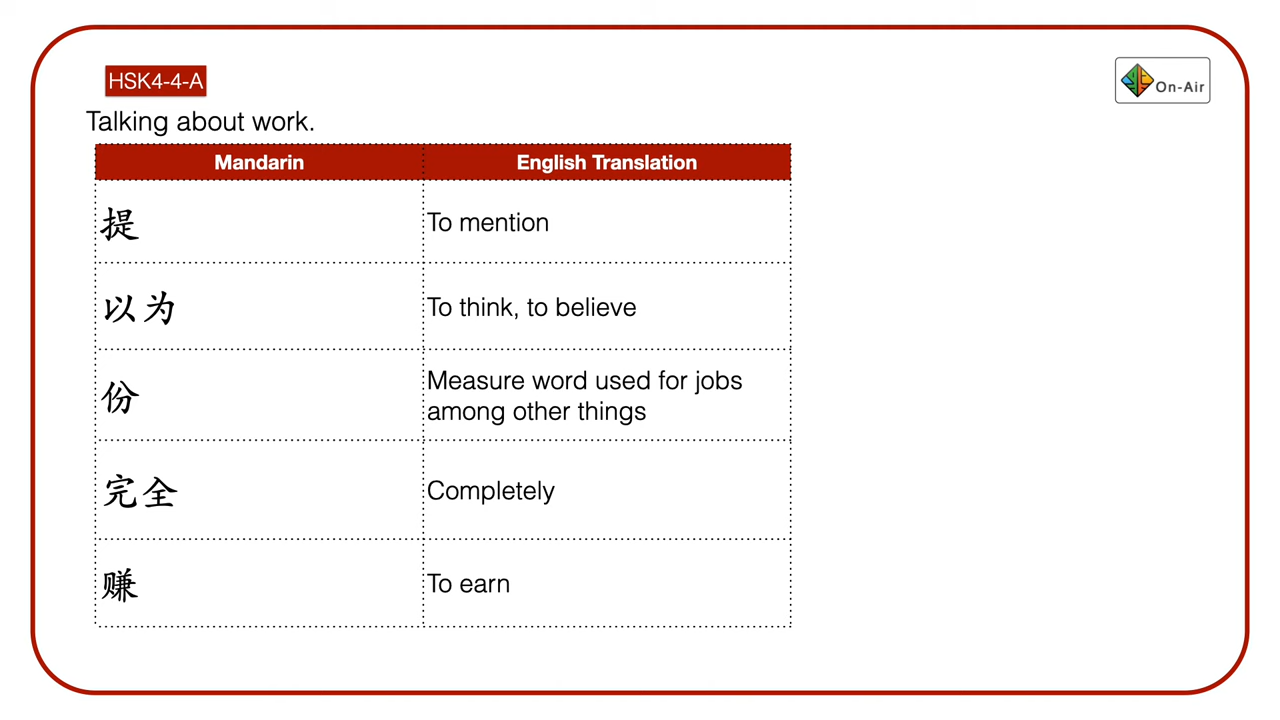 HSK4-4-A
On-Air
Talking about work.
Mandarin English Translation
提 To mention
以为 To think, to believe
份 Measure word used for jobs
among other things
完全 Completely
赚 To earn